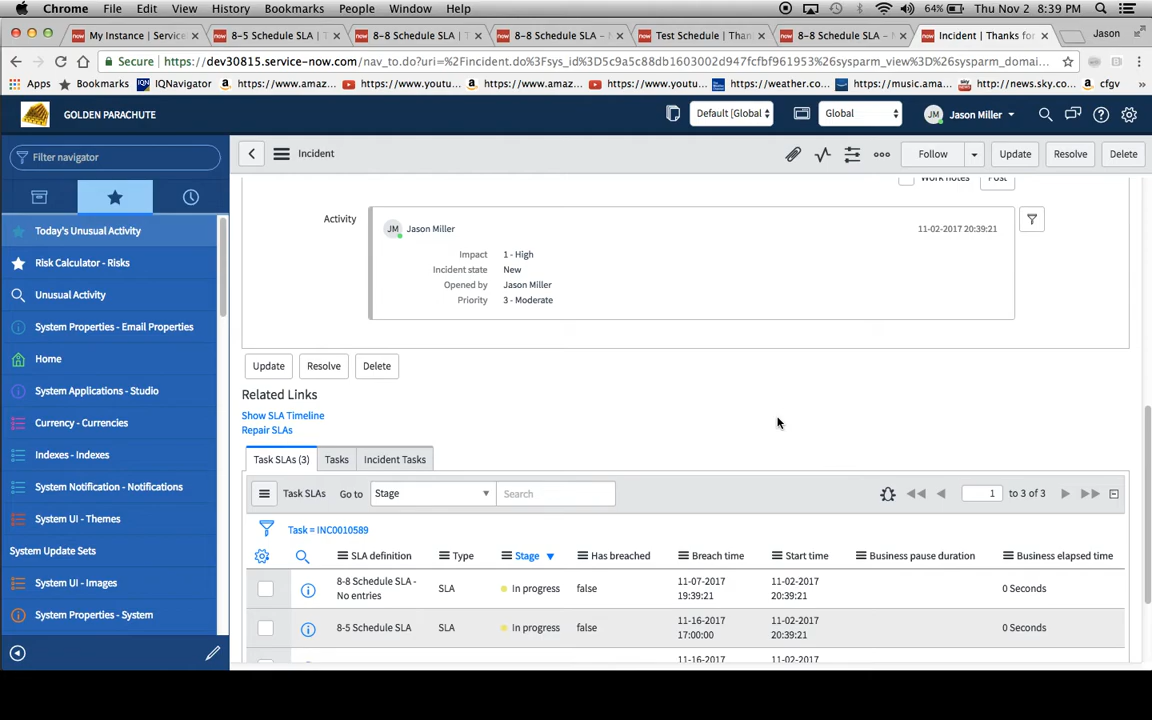 Chrome File Edit View History Bookmarks People Window Help 64% Thu Nov 2 8:39 PM
My Instance | Service 8-5 Schedule SLA | T 8-8 Schedule SLA | T 8-8 Schedule SLA – N Test Schedule | Than 8-8 Schedule SLA – Incident | Thanks for Jason
Secure https://dev30815.service-now.com/nav_to.do?uri=%2Fincident.do%3Fsys_id%3D5c9a5c88db1603002d947fcfbf961953%26sysparm_view%3D%26sysparm_domai...
Apps Bookmarks IQNavigator https://www.amaz... https://www.youtu... https://www.amaz... https://www.youtu... https://weather.co... https://music.ama... http://news.sky.co... cfgv »
GOLDEN PARACHUTE Default [Global Global JM Jason Miller
Filter navigator
Incident Follow Update Resolve Delete
Work notes Post
Today's Unusual Activity
Risk Calculator - Risks
Unusual Activity
System Properties - Email Properties
Home
System Applications - Studio
Currency - Currencies
Indexes - Indexes
System Notification - Notifications
System UI - Themes
System Update Sets
System UI - Images
System Properties - System
Activity
JM Jason Miller 11-02-2017 20:39:21
Impact 1 - High
Incident state New
Opened by Jason Miller
Priority 3 - Moderate
Update Resolve Delete
Related Links
Show SLA Timeline
Repair SLAs
Task SLAs (3) Tasks Incident Tasks
Task SLAs Go to Stage Search 1 to 3 of 3
Task = INC0010589
SLA definition Type Stage Has breached Breach time Start time Business pause duration Business elapsed time
8-8 Schedule SLA - No entries SLA In progress false 11-07-2017 19:39:21 11-02-2017 20:39:21 0 Seconds
8-5 Schedule SLA SLA In progress false 11-16-2017 17:00:00 11-02-2017 20:39:21 0 Seconds
11-16-2017 11-02-2017